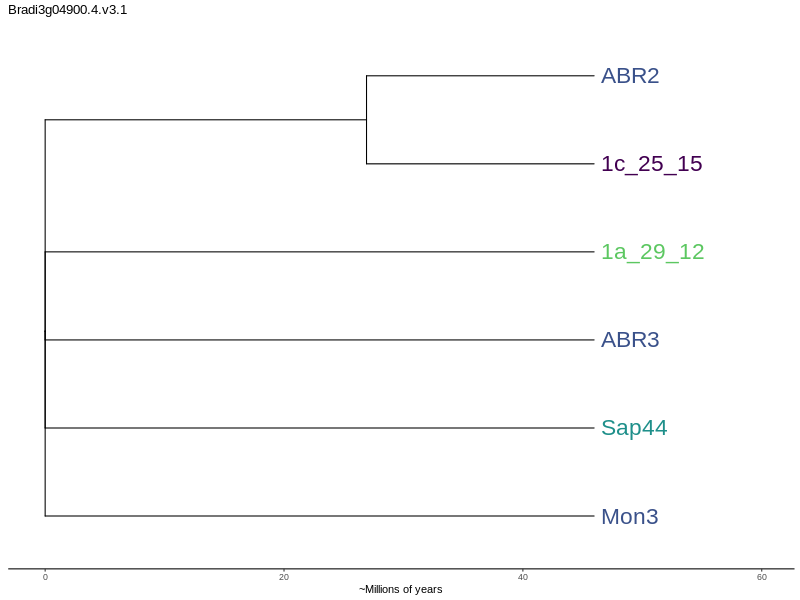 Bradi3g04900.4.v3.1
ABR2
1c_25_15
1a_29_12
ABR3
Sap44
Mon3
0 20 40 60
~Millions of years